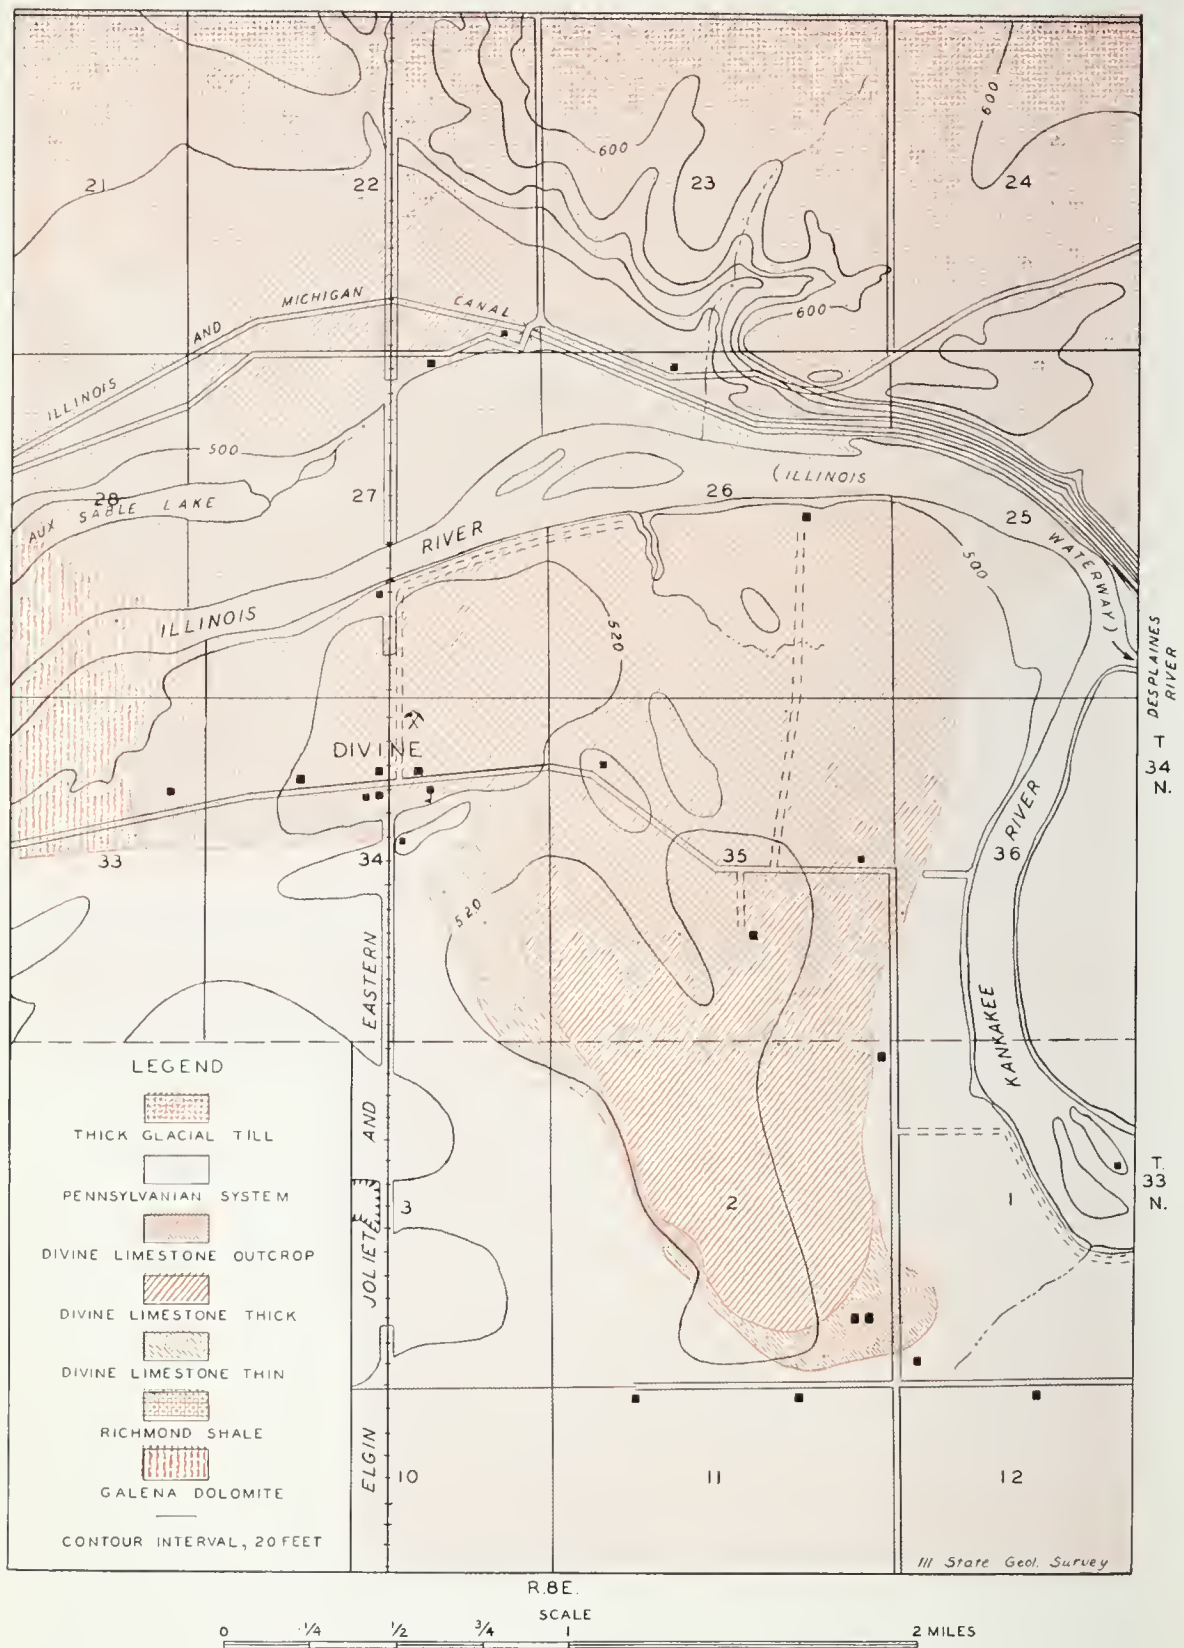 600
600
21
22
23
24
600
ILLINOIS AND MICHIGAN CANAL
500
28
AUX SABLE LAKE
27
26
(ILLINOIS
25
WATERWAY)
500
RIVER
ILLINOIS
520
DESPLAINES
RIVER
T
34
N.
DIVINE
33
34
35
36
RIVER
KANKAKEE
520
EASTERN
AND
JOLIET
ELGIN
LEGEND
THICK GLACIAL TILL
PENNSYLVANIAN SYSTEM
DIVINE LIMESTONE OUTCROP
DIVINE LIMESTONE THICK
DIVINE LIMESTONE THIN
RICHMOND SHALE
GALENA DOLOMITE
CONTOUR INTERVAL, 20 FEET
3
2
1
T.
33
N.
10
11
12
Ill State Geol. Survey
R.8E.
SCALE
0 1/4 1/2 3/4 1 2 MILES